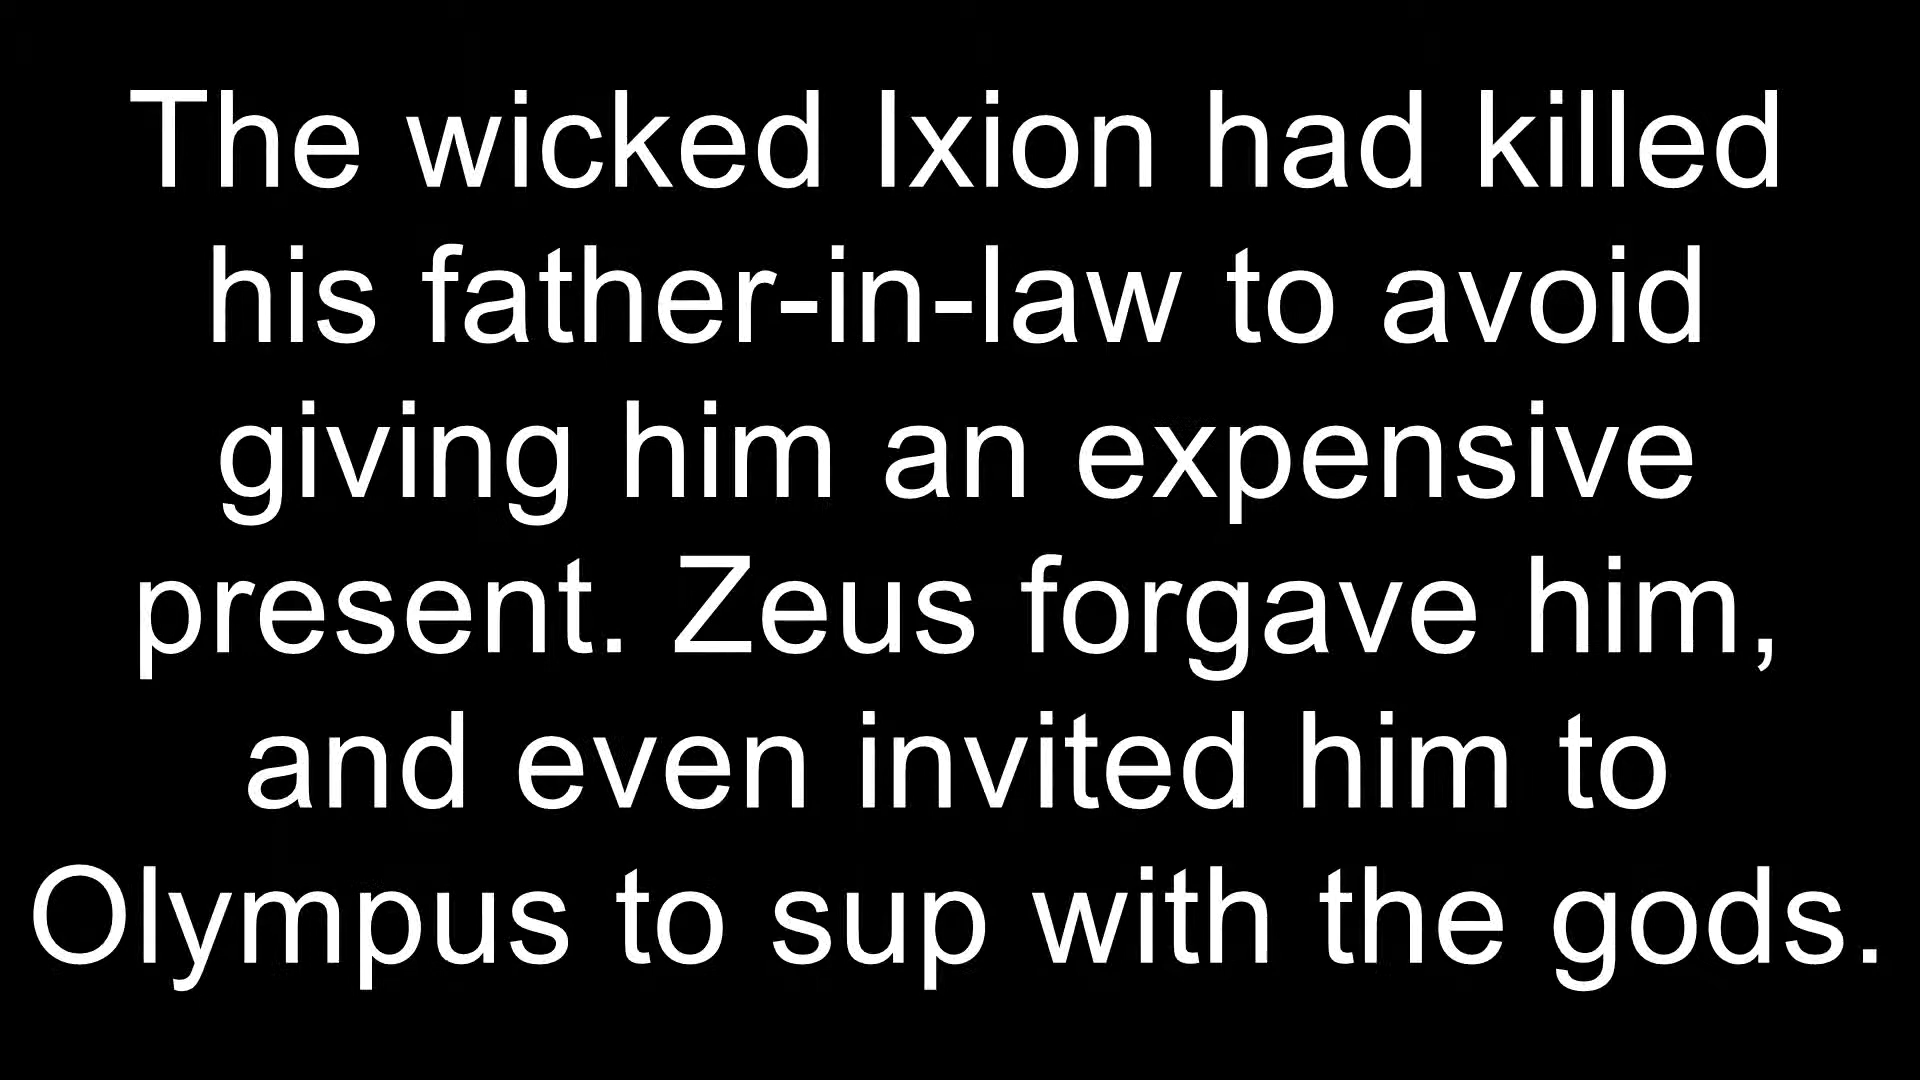 The wicked Ixion had killed
his father-in-law to avoid
giving him an expensive
present. Zeus forgave him,
and even invited him to
Olympus to sup with the gods.